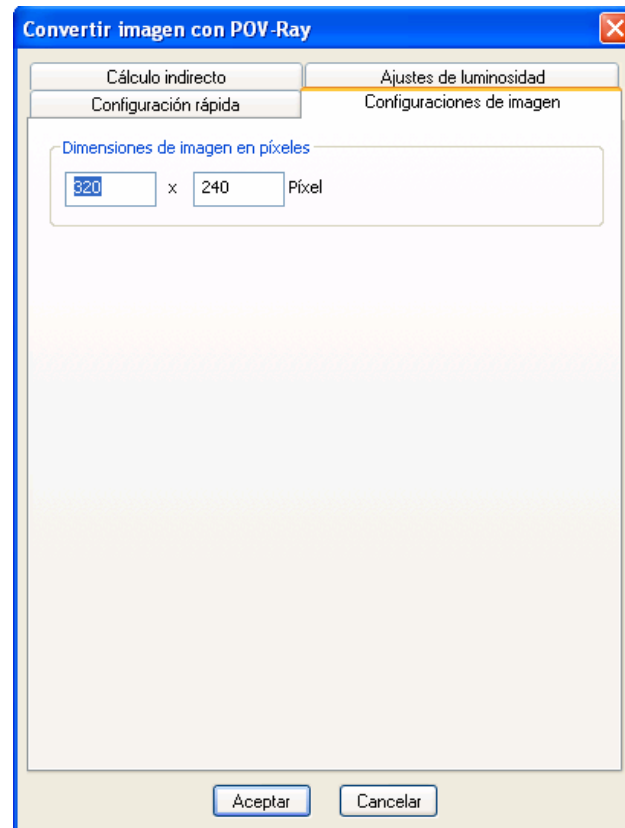 Convertir imagen con POV-Ray
Cálculo indirecto Ajustes de luminosidad
Configuración rápida Configuraciones de imagen
Dimensiones de imagen en píxeles
320 x 240 Píxel
Aceptar Cancelar